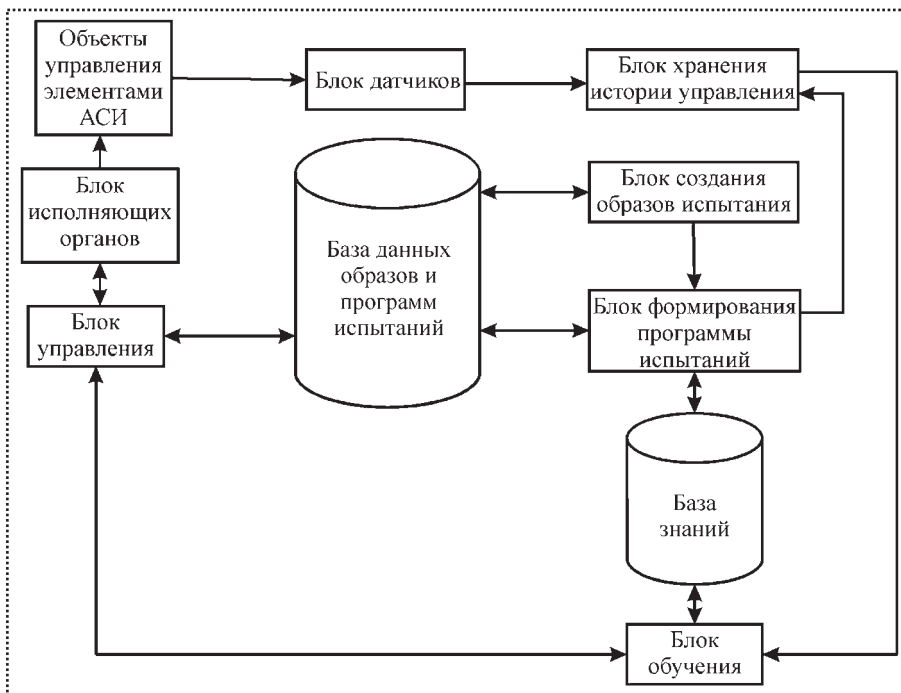 Объекты
управления
элементами
АСИ
Блок датчиков
Блок хранения
истории управления
Блок
исполняющих
органов
База данных
образов и
программ
испытаний
Блок создания
образов испытания
Блок
управления
Блок формирования
программы
испытаний
База
знаний
Блок
обучения